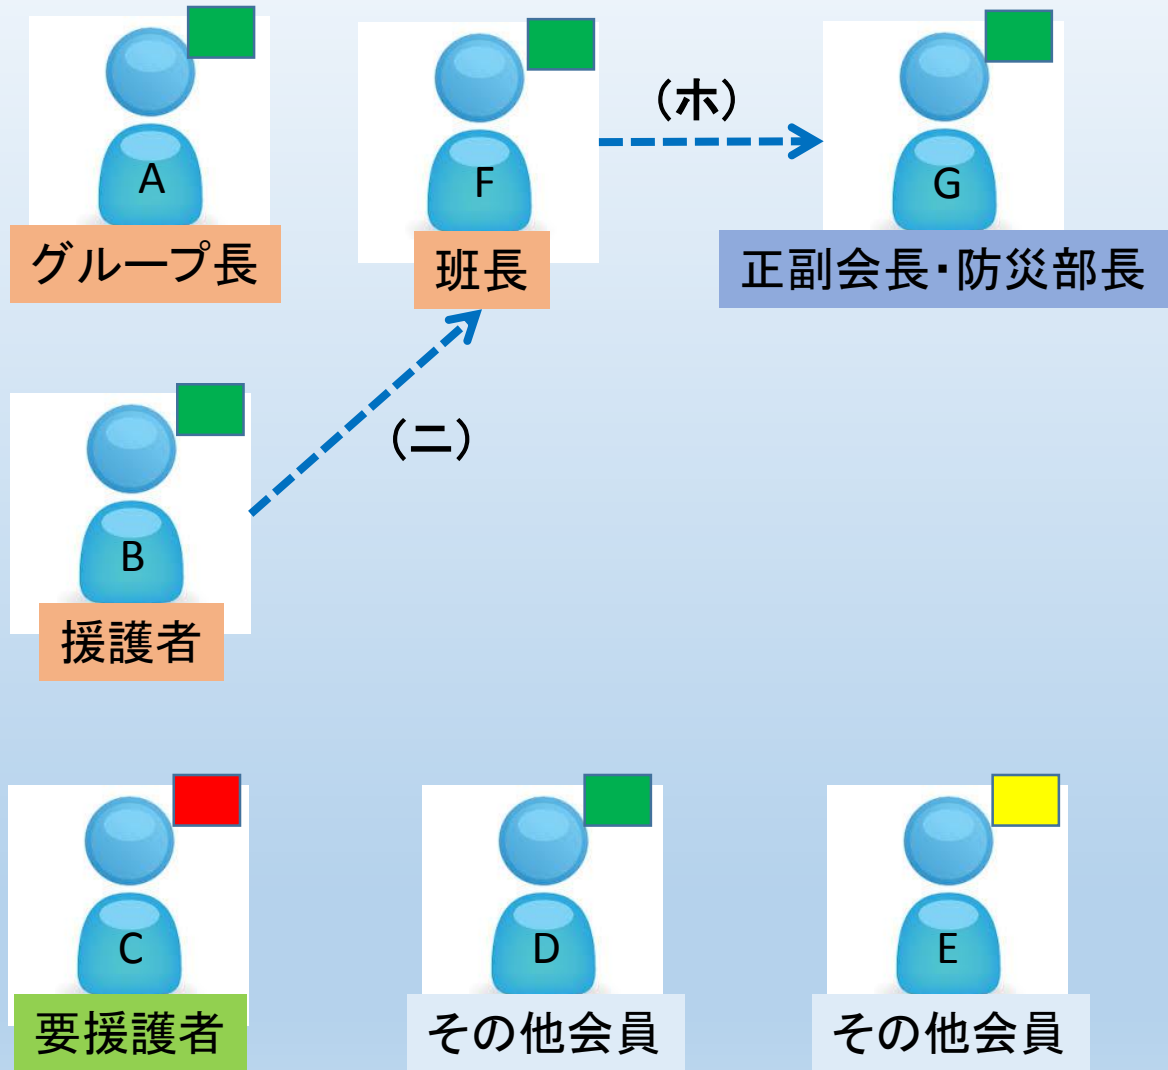 A
グループ長
F
班長
(ホ)
G
正副会長・防災部長
B
援護者
(ニ)
C
要援護者
D
その他会員
E
その他会員